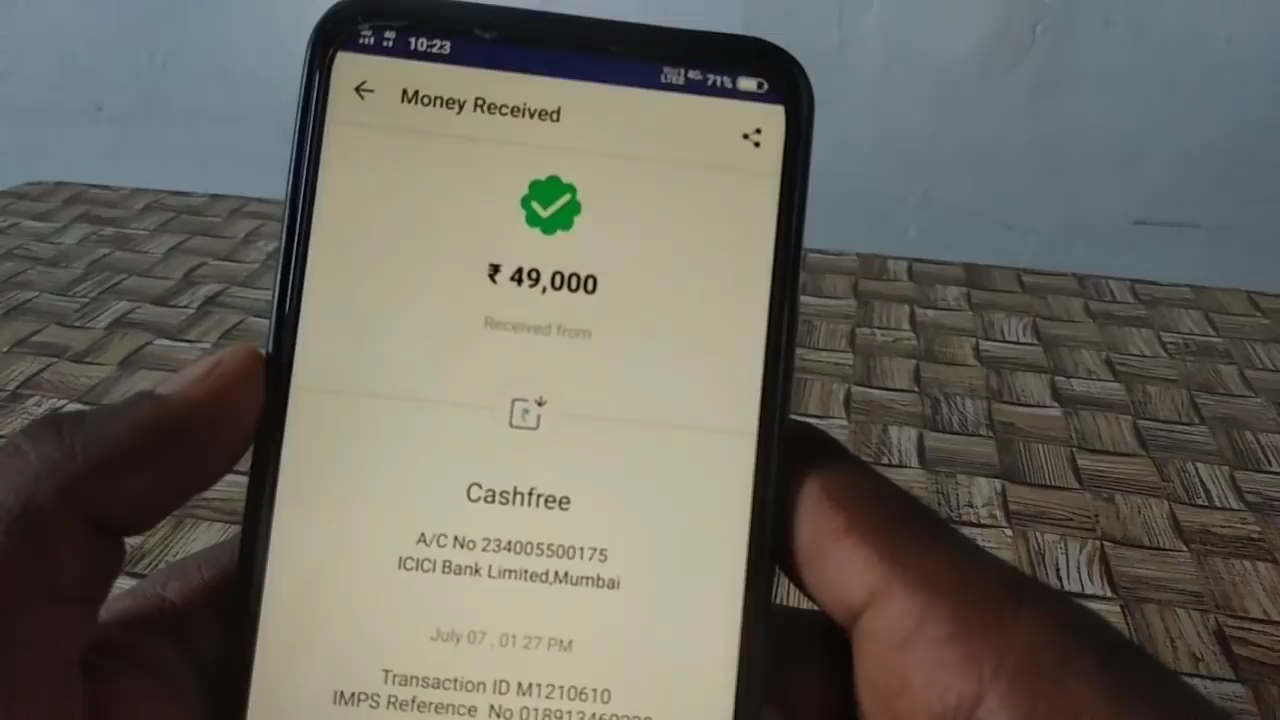 10:23
4G 71%
Money Received
₹ 49,000
Received from
₹
Cashfree
A/C No 234005500175
ICICI Bank Limited,Mumbai
July 07 , 01:27 PM
Transaction ID M1210610
IMPS Reference No